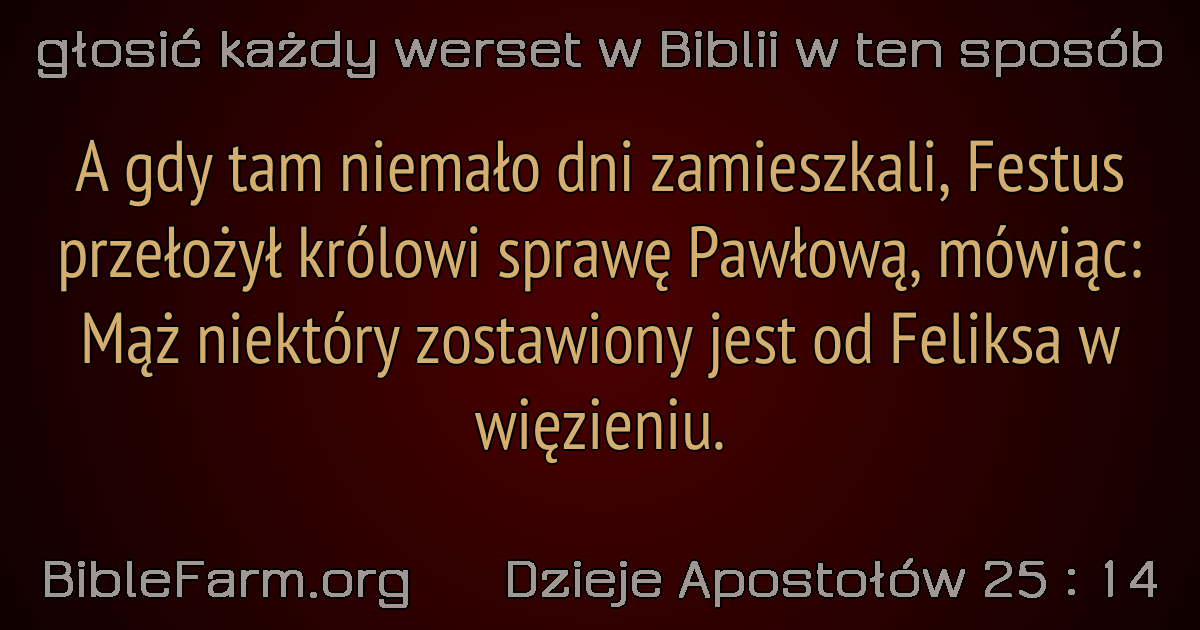 głosić każdy werset w Biblii w ten sposób
A gdy tam niemało dni zamieszkali, Festus
przełożył królowi sprawę Pawłową, mówiąc:
Mąż niektóry zostawiony jest od Feliksa w
więzieniu.
BibleFarm.org Dzieje Apostołów 25 : 14